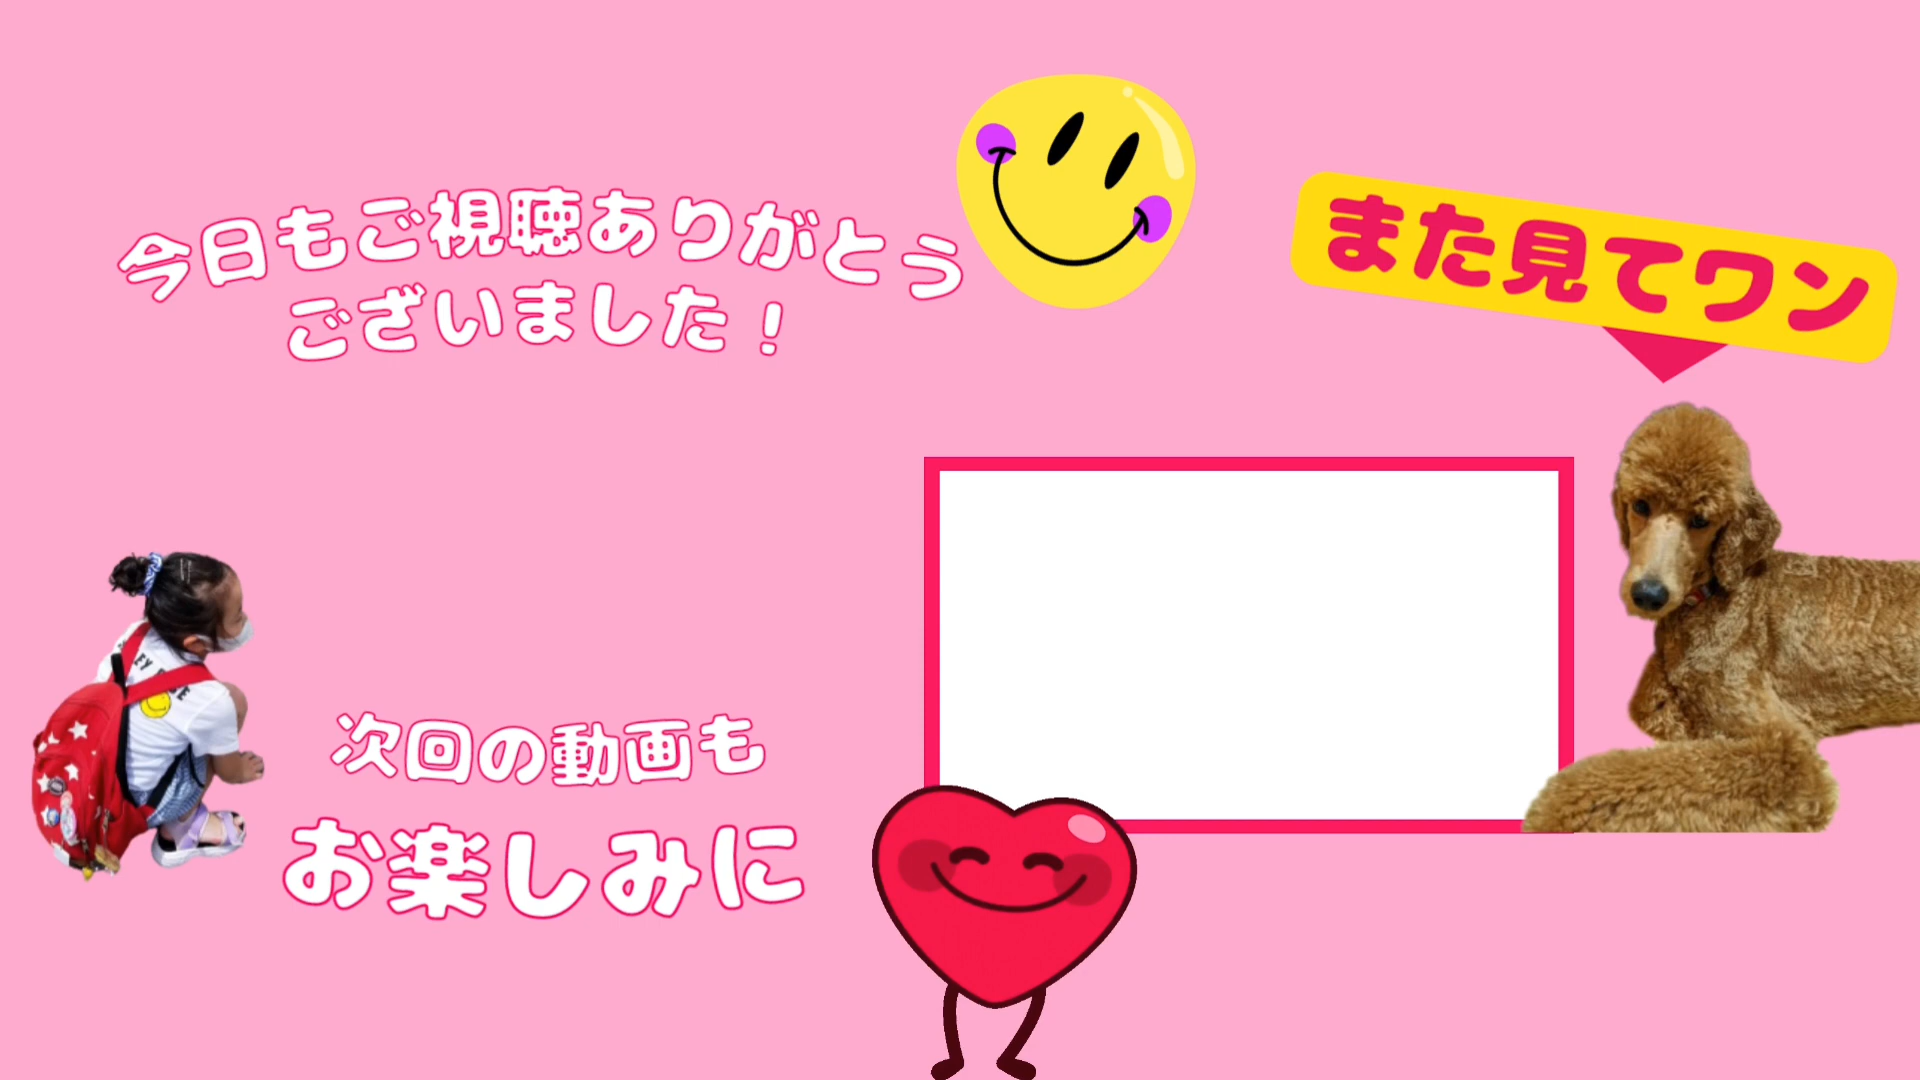 今日もご視聴ありがとう
ございました!
また見てワン
次回の動画も
お楽しみに